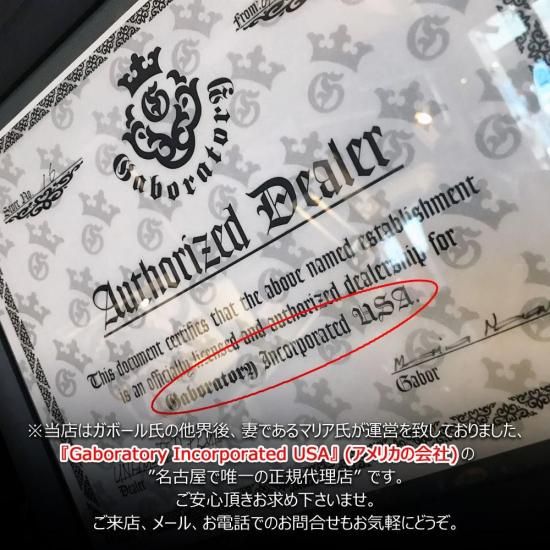 from:
Gaboratory
Store No. 16
Authorized Dealer
This document certifies that the above named establishment
is an officially licensed and authorized dealership for
Gaboratory Incorporated USA.
Gabor
Dealer
※当店はガボール氏の他界後、妻であるマリア氏が運営を致しておりました、
『Gaboratory Incorporated USA』(アメリカの会社)の
"名古屋で唯一の正規代理店" です。
ご安心頂きお求め下さいませ。
ご来店、メール、お電話でのお問合せもお気軽にどうぞ。